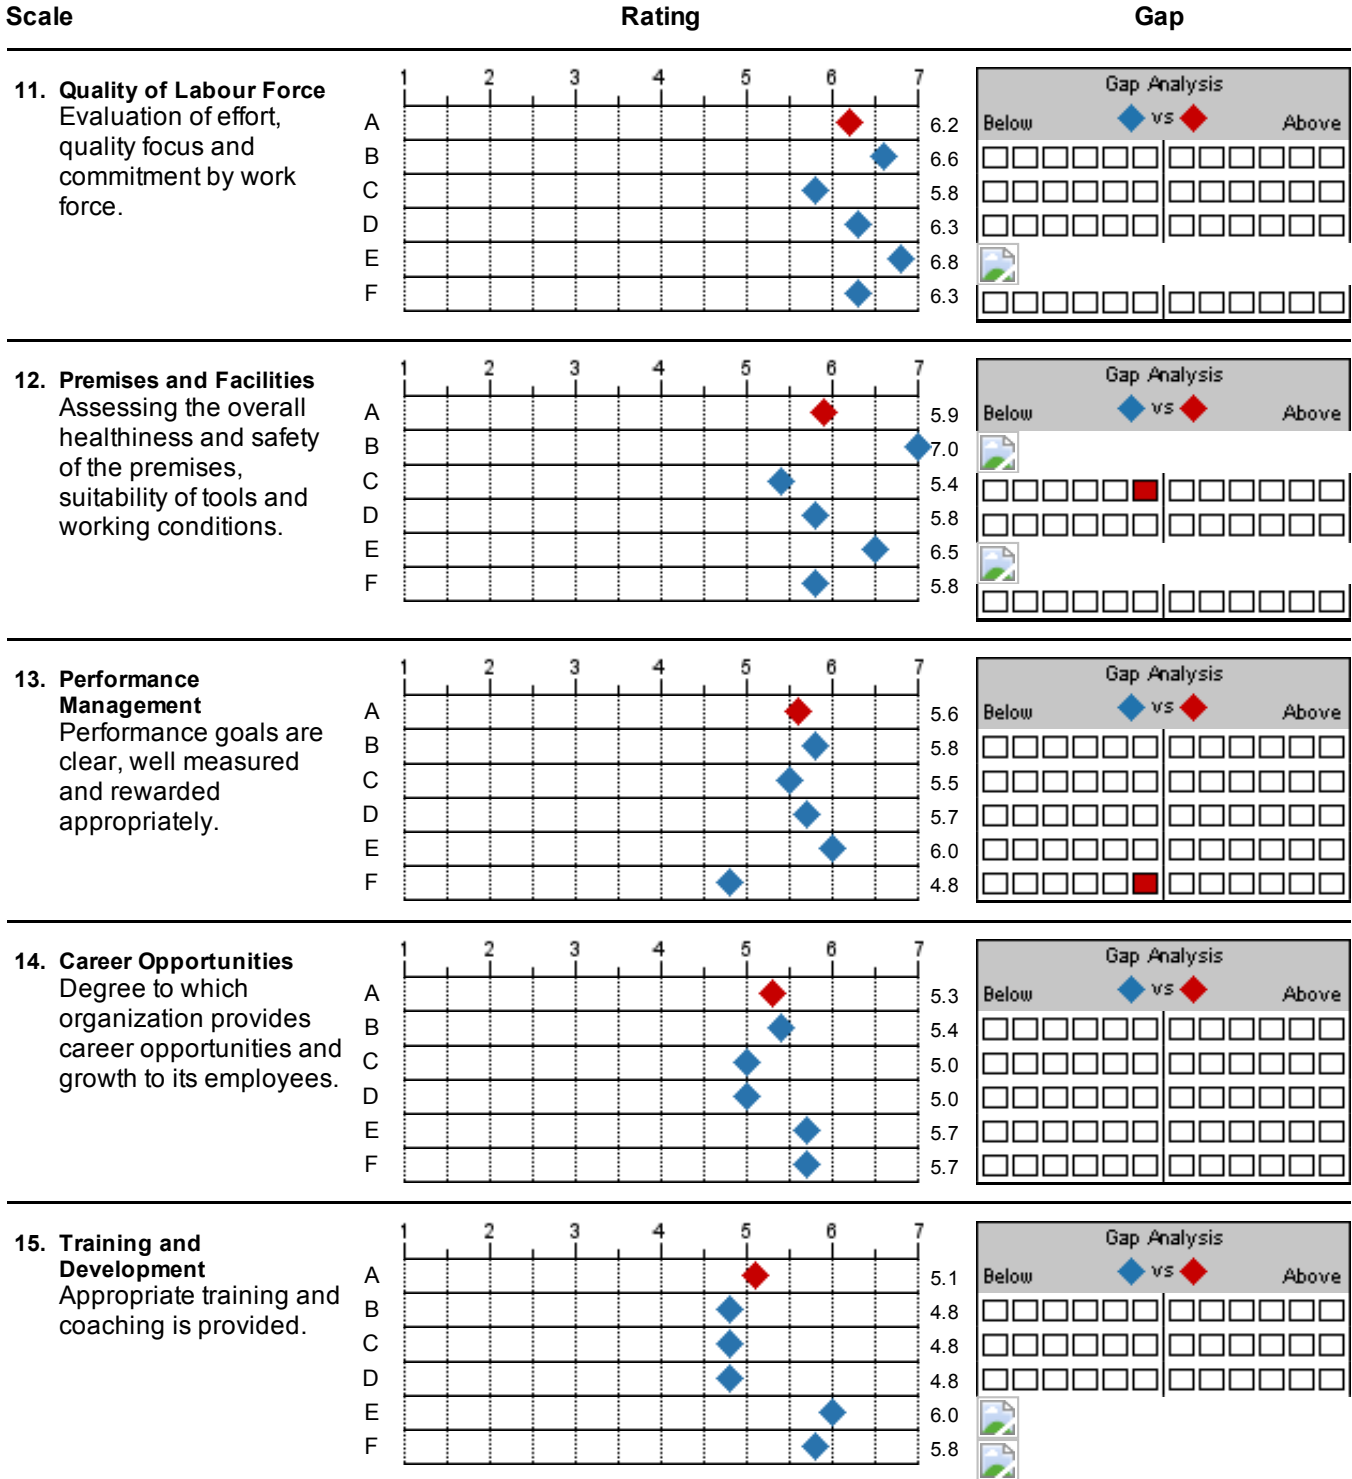 Scale Rating Gap
11. Quality of Labour Force
Evaluation of effort,
quality focus and
commitment by work
force.
1 2 3 4 5 6 7
A 6.2
B 6.6
C 5.8
D 6.3
E 6.8
F 6.3
Gap Analysis
Below vs Above
12. Premises and Facilities
Assessing the overall
healthiness and safety
of the premises,
suitability of tools and
working conditions.
1 2 3 4 5 6 7
A 5.9
B 7.0
C 5.4
D 5.8
E 6.5
F 5.8
Gap Analysis
Below vs Above
13. Performance
Management
Performance goals are
clear, well measured
and rewarded
appropriately.
1 2 3 4 5 6 7
A 5.6
B 5.8
C 5.5
D 5.7
E 6.0
F 4.8
Gap Analysis
Below vs Above
14. Career Opportunities
Degree to which
organization provides
career opportunities and
growth to its employees.
1 2 3 4 5 6 7
A 5.3
B 5.4
C 5.0
D 5.0
E 5.7
F 5.7
Gap Analysis
Below vs Above
15. Training and
Development
Appropriate training and
coaching is provided.
1 2 3 4 5 6 7
A 5.1
B 4.8
C 4.8
D 4.8
E 6.0
F 5.8
Gap Analysis
Below vs Above